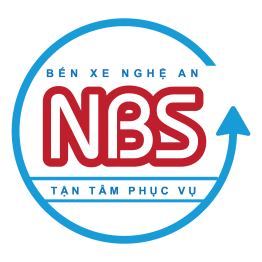 BẾN XE NGHỆ AN
NBS
TẬN TÂM PHỤC VỤ